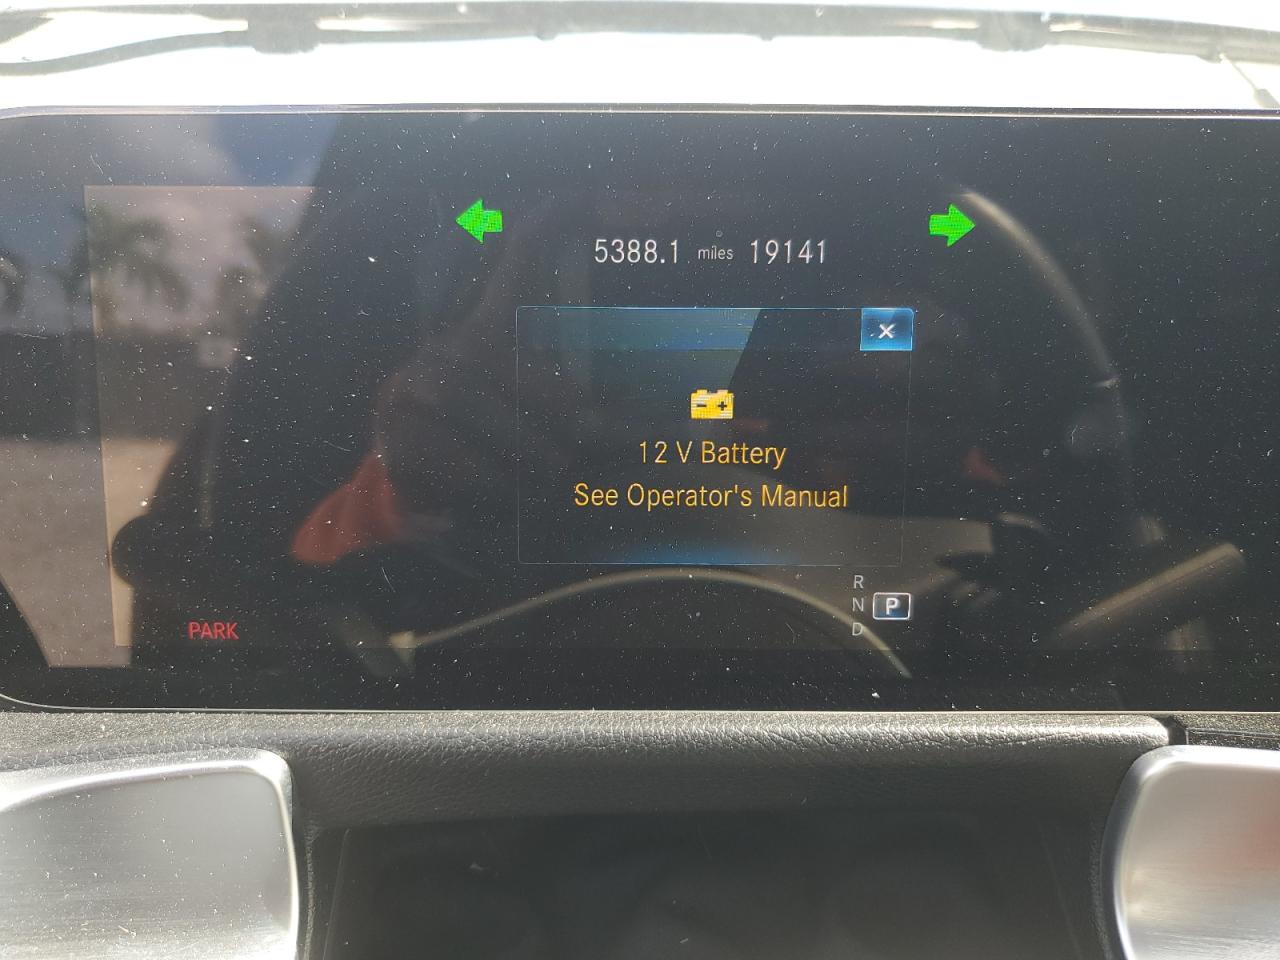 5388.1 miles 19141
12 V Battery
See Operator's Manual
R
N P
D
PARK